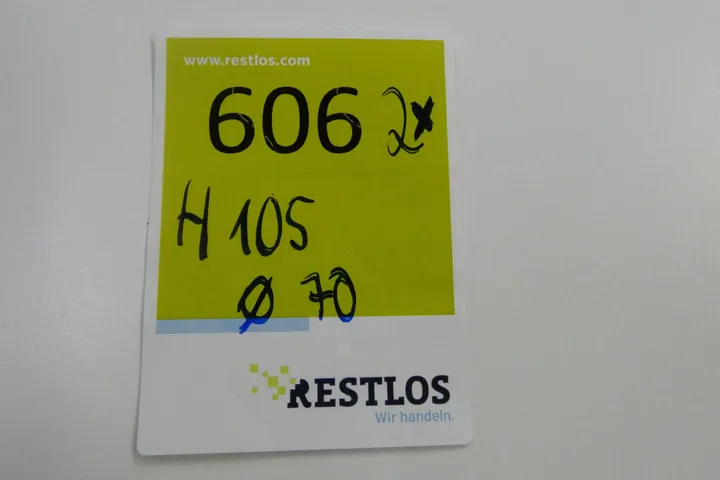 www.restlos.com
606 2x
H 105
Ø 70
RESTLOS
Wir handeln.